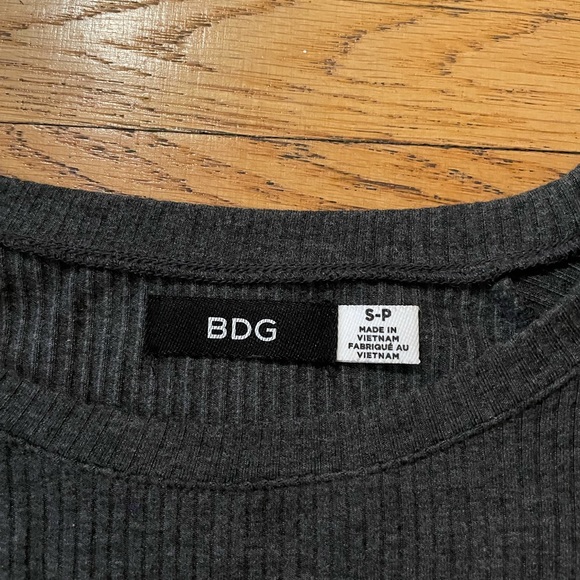 BDG
S-P
MADE IN
VIETNAM
FABRIQUÉ AU
VIETNAM